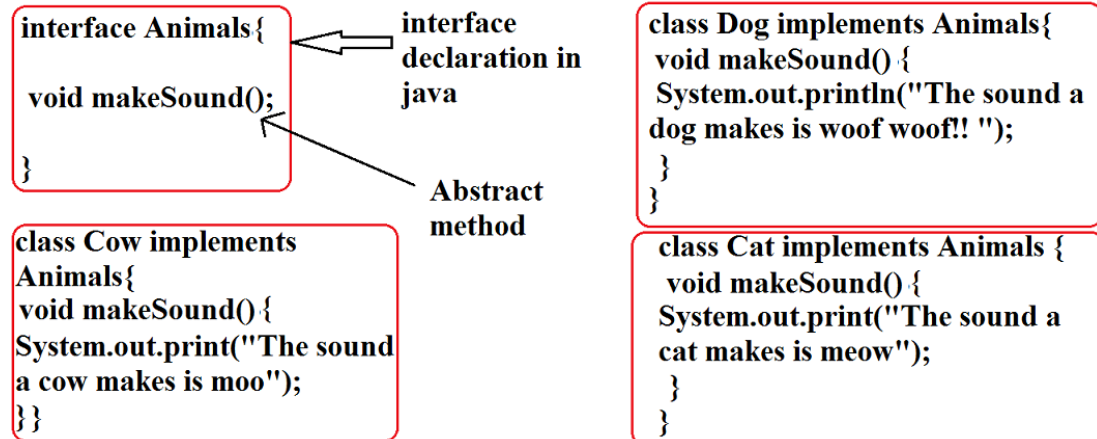 interface Animals{
void makeSound();
}
interface
declaration in
java
Abstract
method
class Dog implements Animals{
void makeSound() {
System.out.println("The sound a
dog makes is woof woof!! ");
}
}
class Cow implements
Animals{
void makeSound() {
System.out.print("The sound
a cow makes is moo");
} }
class Cat implements Animals {
void makeSound() {
System.out.print("The sound a
cat makes is meow");
}
}